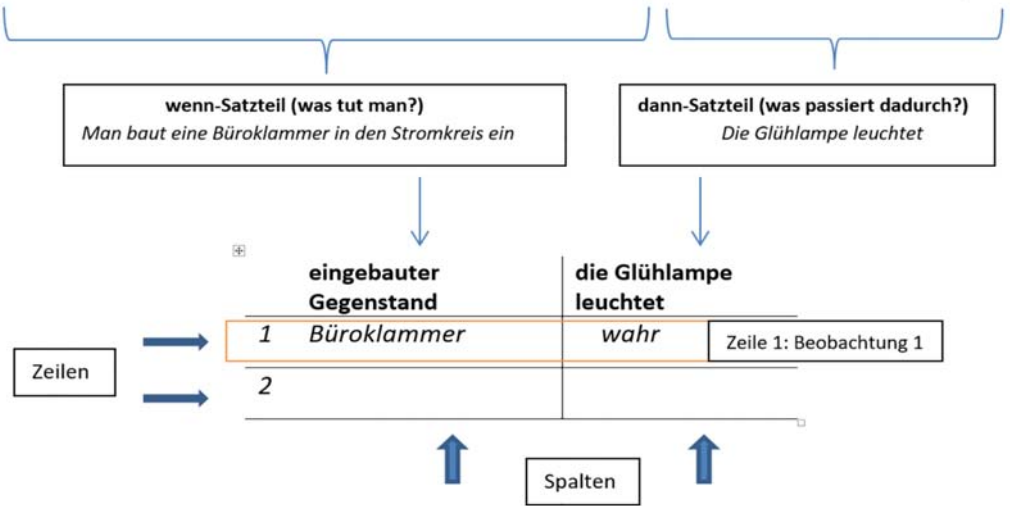 wenn-Satzteil (was tut man?)
Man baut eine Büroklammer in den Stromkreis ein
dann-Satzteil (was passiert dadurch?)
Die Glühlampe leuchtet
eingebauter
Gegenstand
die Glühlampe
leuchtet
Zeilen
1 Büroklammer wahr
Zeile 1: Beobachtung 1
2
Spalten